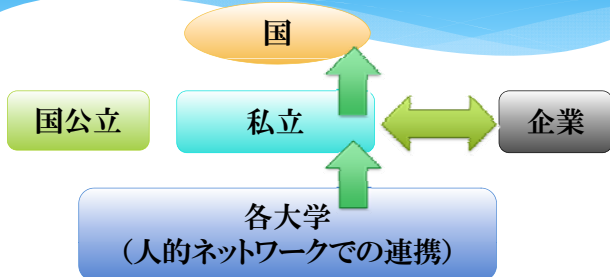 国
国公立
私立
企業
各大学
（人的ネットワークでの連携）